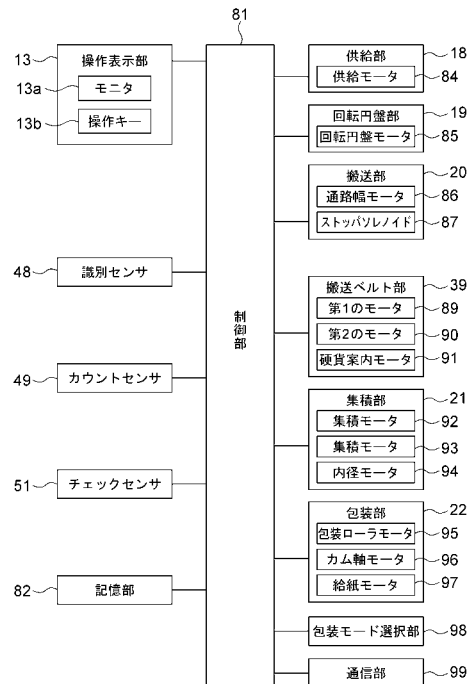 81
13
操作表示部
13a
モニタ
13b
操作キー
48
識別センサ
49
カウントセンサ
51
チェックセンサ
82
記憶部
制御部
供給部
18
供給モータ
84
回転円盤部
19
回転円盤モータ
85
搬送部
20
通路幅モータ
86
ストッパソレノイド
87
搬送ベルト部
39
第1のモータ
89
第2のモータ
90
硬貨案内モータ
91
集積部
21
集積モータ
92
集積モータ
93
内径モータ
94
包装部
22
包装ローラモータ
95
カム軸モータ
96
給紙モータ
97
包装モード選択部
98
通信部
99